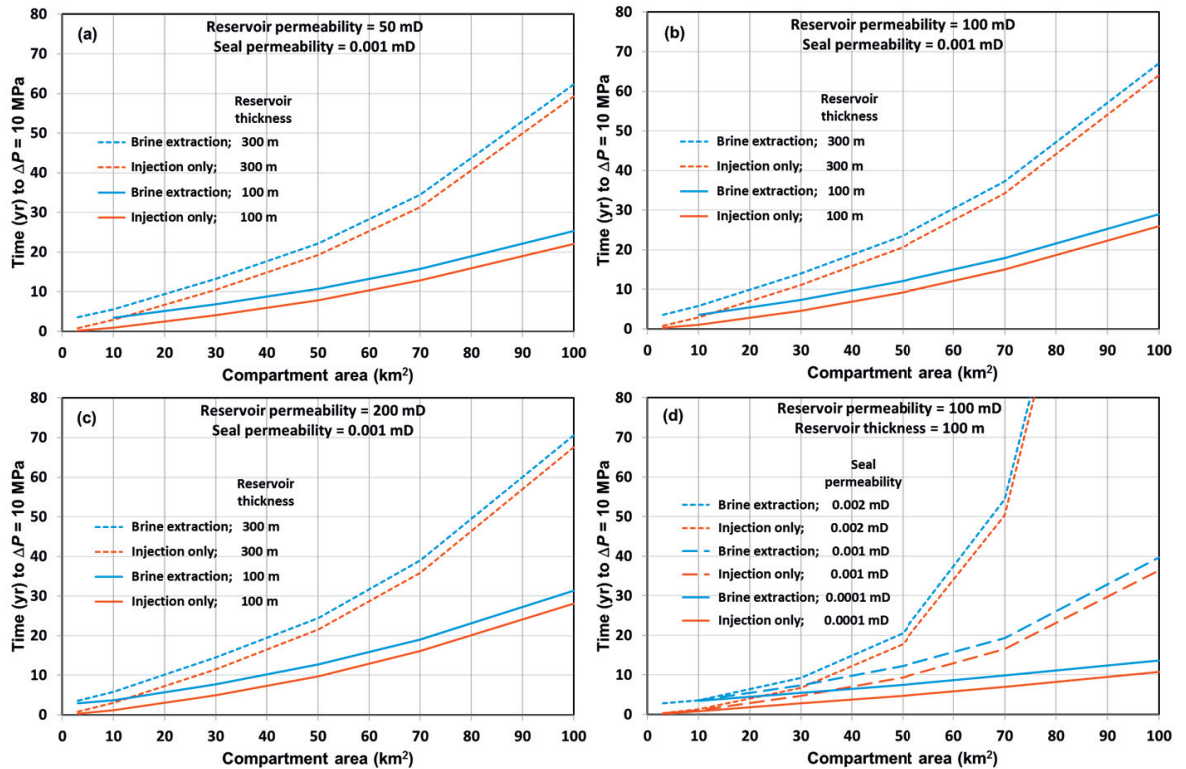 (a)
Reservoir permeability = 50 mD
Seal permeability = 0.001 mD
Reservoir
thickness
Brine extraction; 300 m
Injection only; 300 m
Brine extraction; 100 m
Injection only; 100 m
Time (yr) to ΔP = 10 MPa
80
70
60
50
40
30
20
10
0
0 10 20 30 40 50 60 70 80 90 100
Compartment area (km²)
(b)
Reservoir permeability = 100 mD
Seal permeability = 0.001 mD
Reservoir
thickness
Brine extraction; 300 m
Injection only; 300 m
Brine extraction; 100 m
Injection only; 100 m
Time (yr) to ΔP = 10 MPa
80
70
60
50
40
30
20
10
0
0 10 20 30 40 50 60 70 80 90 100
Compartment area (km²)
(c)
Reservoir permeability = 200 mD
Seal permeability = 0.001 mD
Reservoir
thickness
Brine extraction; 300 m
Injection only; 300 m
Brine extraction; 100 m
Injection only; 100 m
Time (yr) to ΔP = 10 MPa
80
70
60
50
40
30
20
10
0
0 10 20 30 40 50 60 70 80 90 100
Compartment area (km²)
(d)
Reservoir permeability = 100 mD
Reservoir thickness = 100 m
Seal
permeability
Brine extraction; 0.002 mD
Injection only; 0.002 mD
Brine extraction; 0.001 mD
Injection only; 0.001 mD
Brine extraction; 0.0001 mD
Injection only; 0.0001 mD
Time (yr) to ΔP = 10 MPa
80
70
60
50
40
30
20
10
0
0 10 20 30 40 50 60 70 80 90 100
Compartment area (km²)